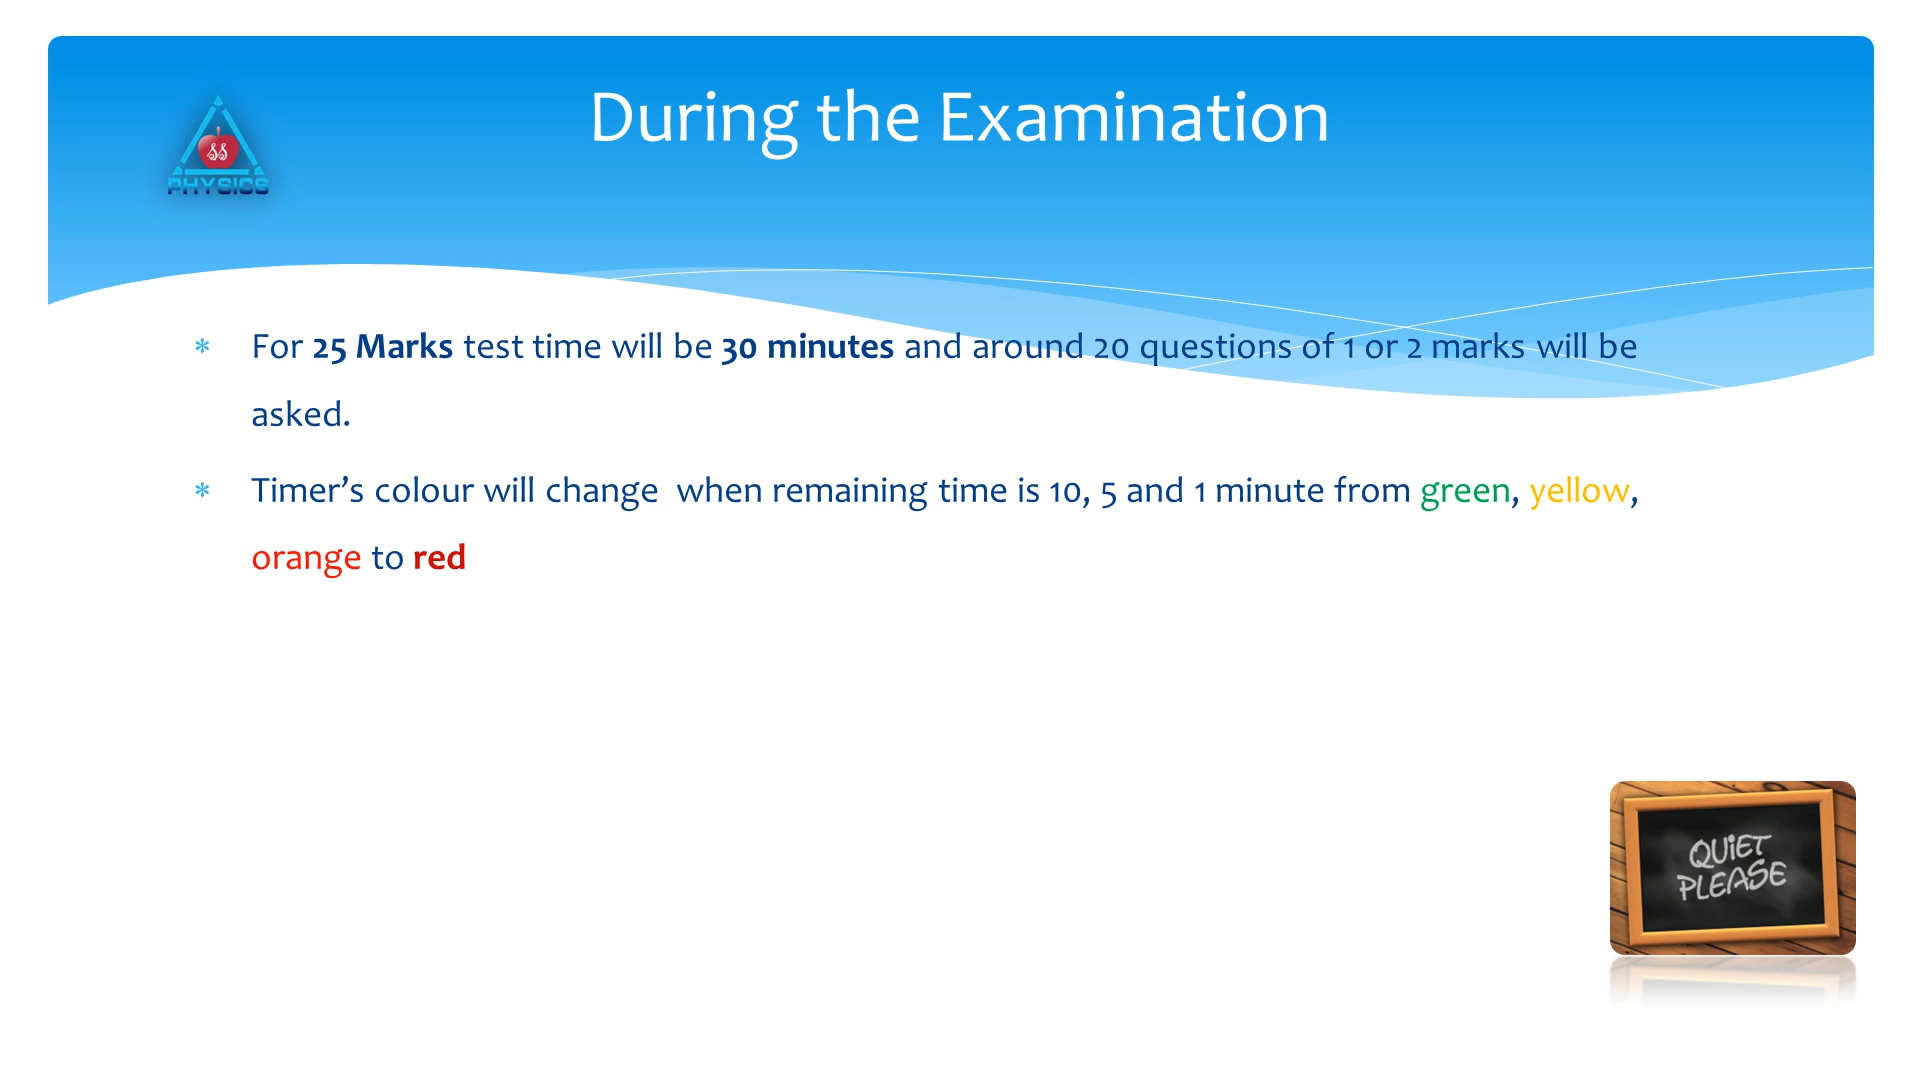 During the Examination
SS
PHYSICS
* For 25 Marks test time will be 30 minutes and around 20 questions of 1 or 2 marks will be
asked.
* Timer’s colour will change  when remaining time is 10, 5 and 1 minute from green, yellow,
orange to red
QUIET
PLEASE